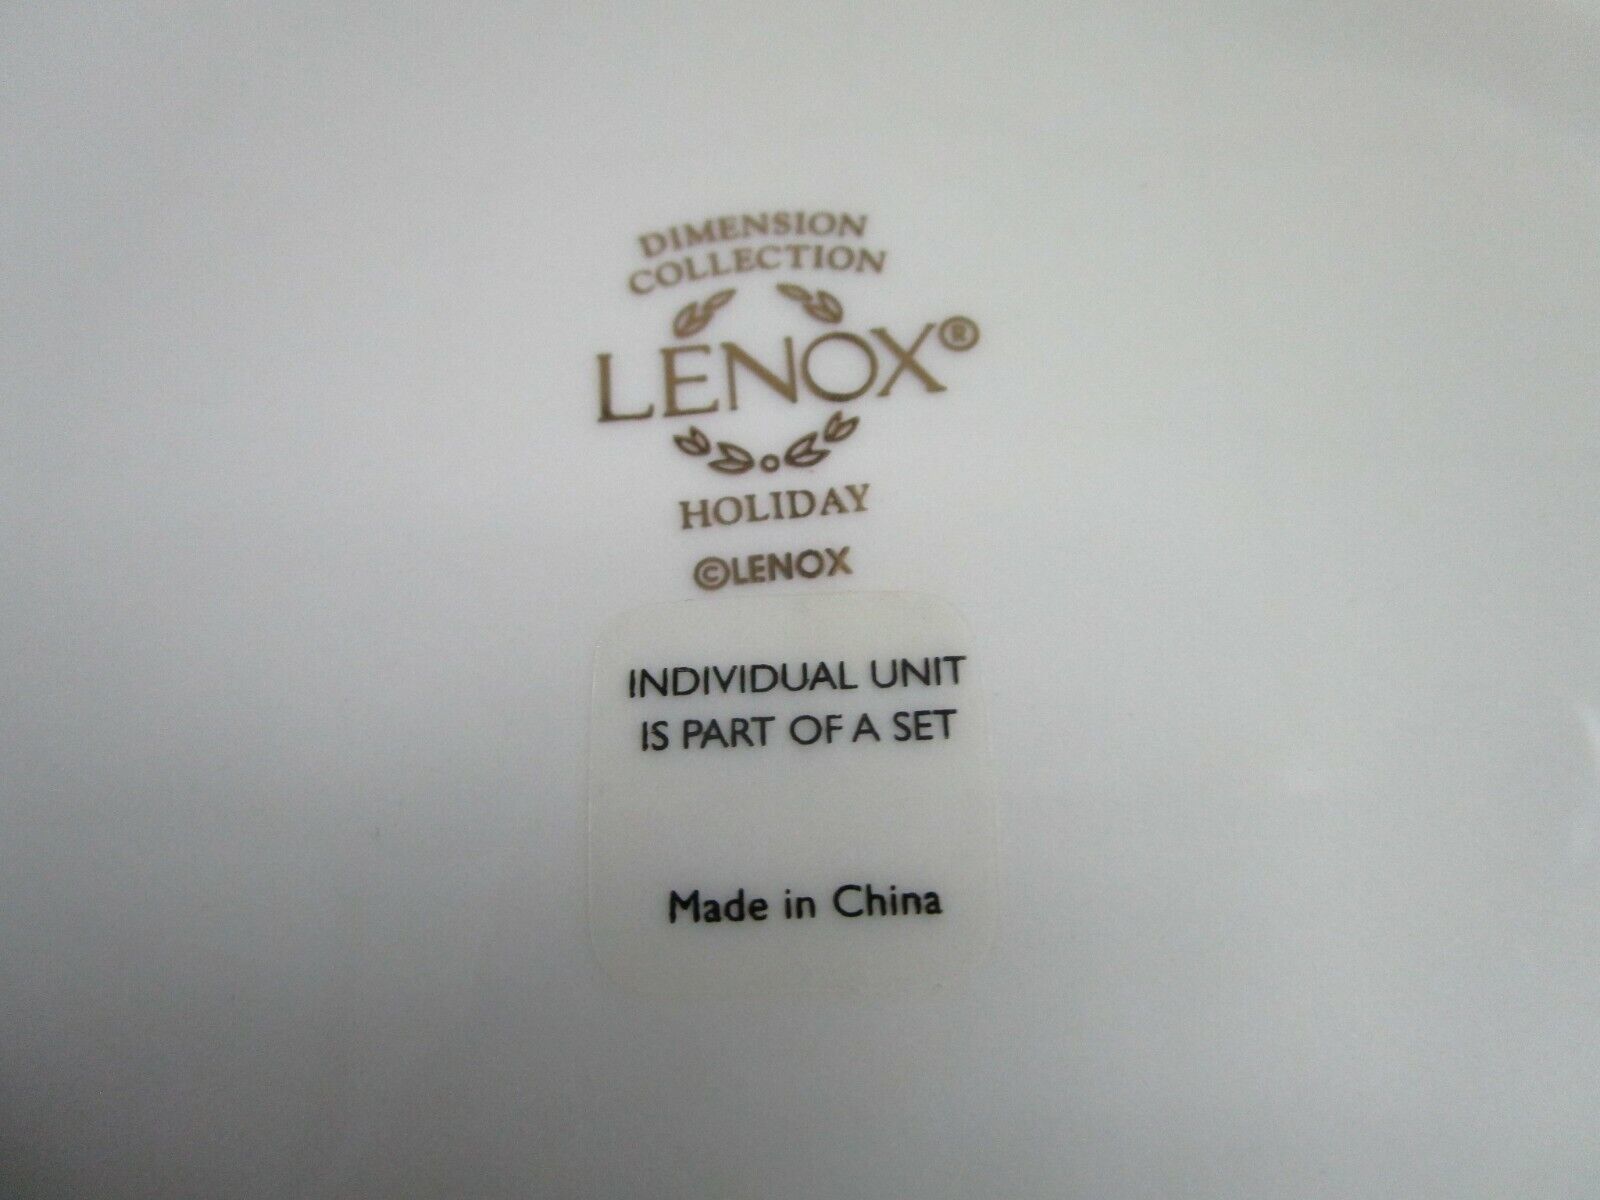 DIMENSION
COLLECTION
LENOX®
HOLIDAY
©LENOX
INDIVIDUAL UNIT
IS PART OF A SET
Made in China